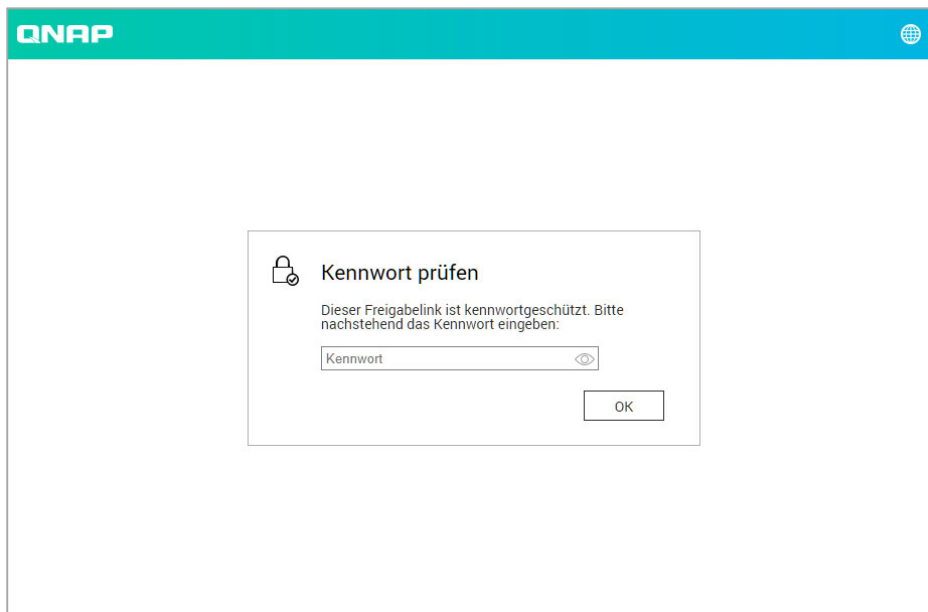 QNAP
Kennwort prüfen
Dieser Freigabelink ist kennwortgeschützt. Bitte
nachstehend das Kennwort eingeben:
Kennwort
OK